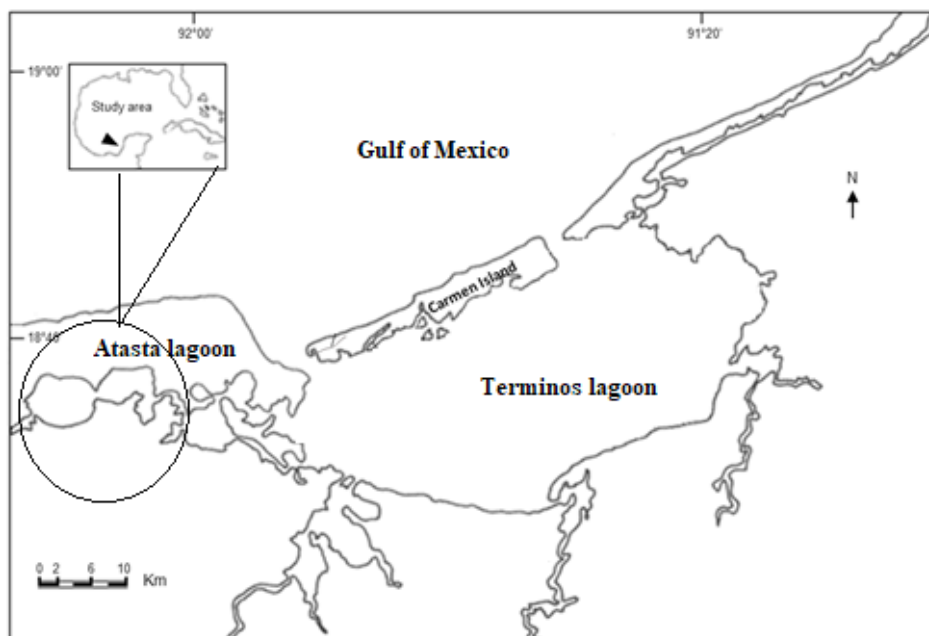 92°00'
91°20'
19°00'
Study area
Gulf of Mexico
N
Carmen Island
18°40'
Atasta lagoon
Terminos lagoon
0 2 6 10
Km